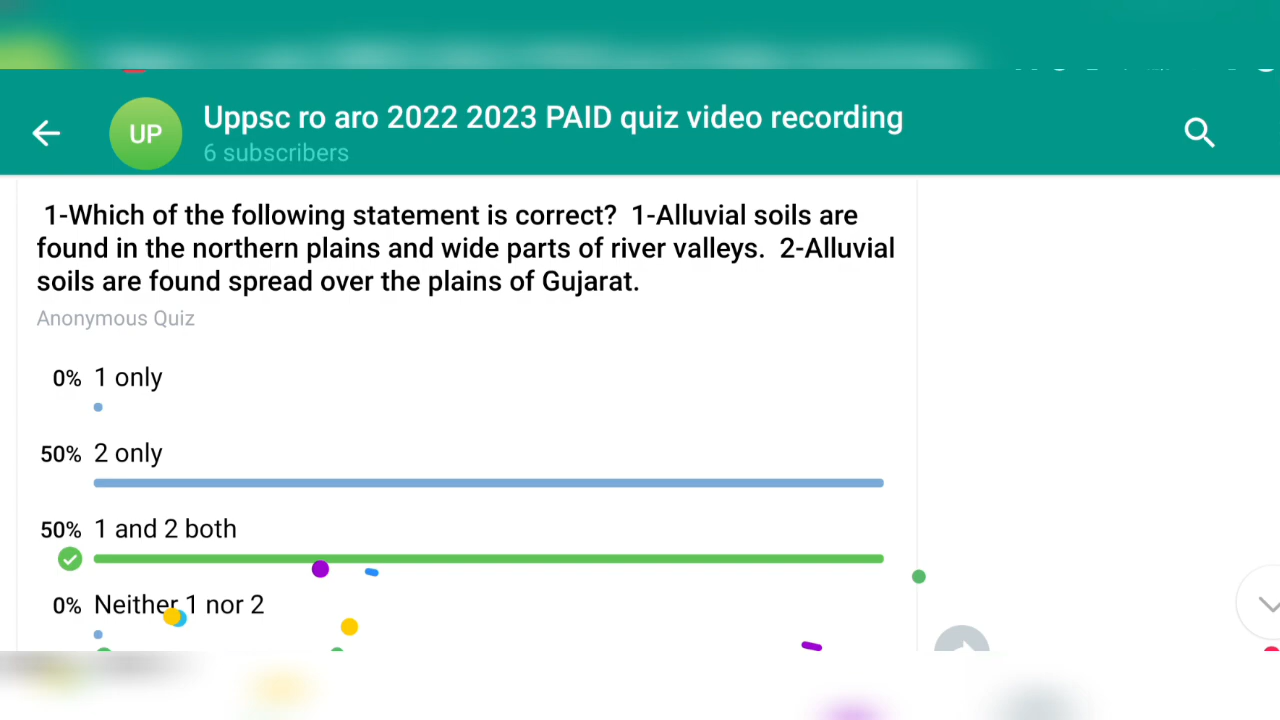 UP
Uppsc ro aro 2022 2023 PAID quiz video recording
6 subscribers
1-Which of the following statement is correct?  1-Alluvial soils are
found in the northern plains and wide parts of river valleys.  2-Alluvial
soils are found spread over the plains of Gujarat.
Anonymous Quiz
0% 1 only
50% 2 only
50% 1 and 2 both
0% Neither 1 nor 2